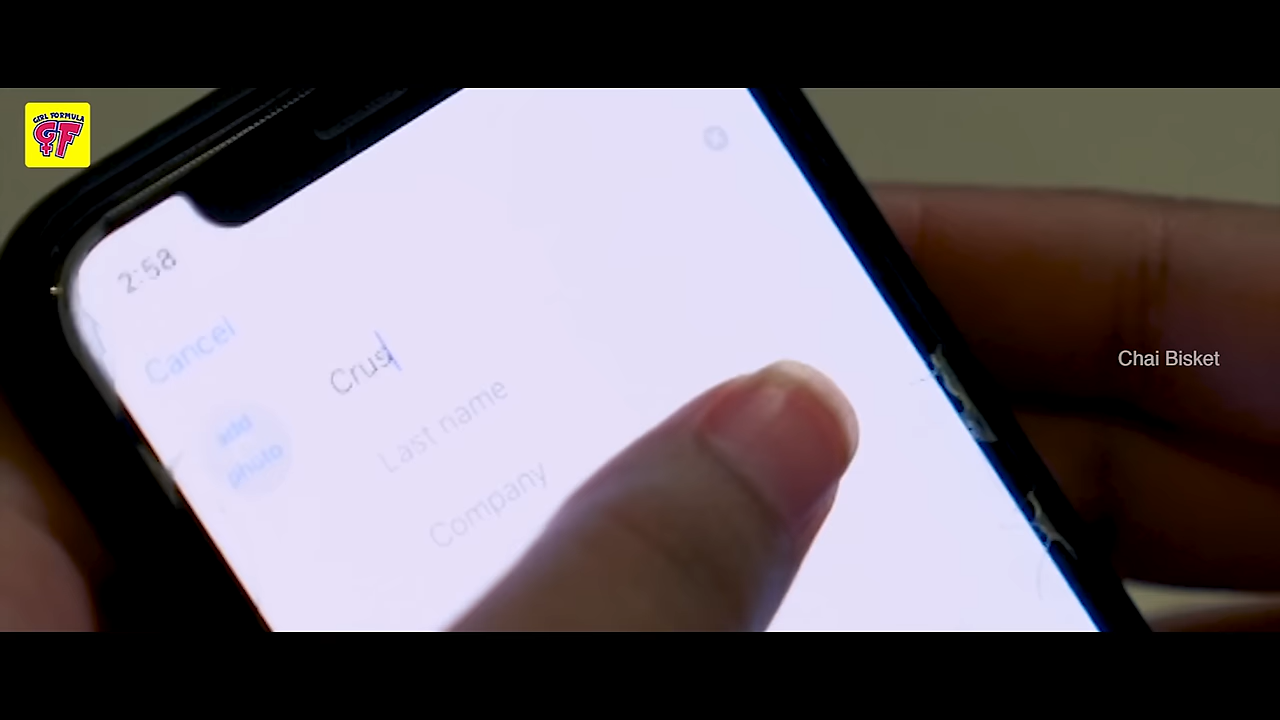 GIRL FORMULA
GF
2:58
Cancel
add
photo
Crus
Last name
Company
Chai Bisket